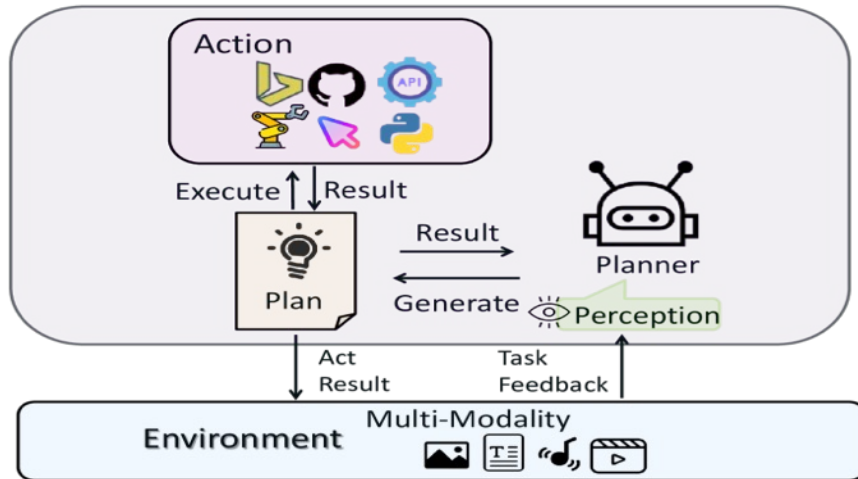 Action
API
Execute
Result
Plan
Result
Generate
Planner
Perception
Act
Result
Task
Feedback
Environment
Multi-Modality
T